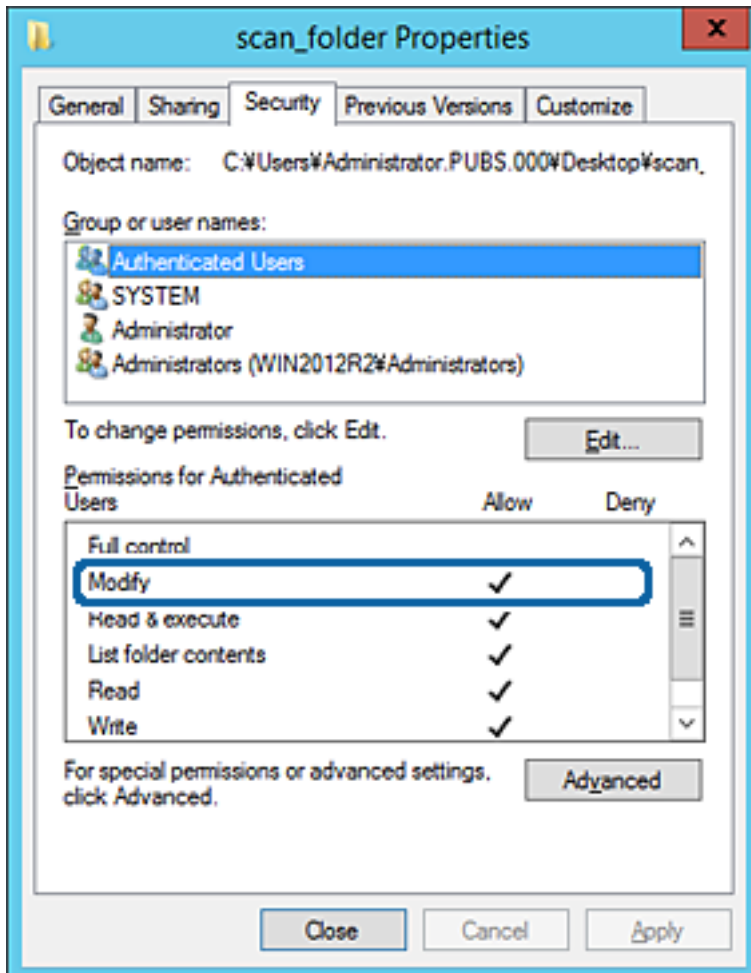 scan_folder Properties
x
General Sharing Security Previous Versions Customize
Object name: C:¥Users¥Administrator.PUBS.000¥Desktop¥scan_
Group or user names:
Authenticated Users
SYSTEM
Administrator
Administrators (WIN2012R2¥Administrators)
To change permissions, click Edit.
Edit...
Permissions for Authenticated
Users Allow Deny
Full control
Modify
Read & execute
List folder contents
Read
Write
For special permissions or advanced settings,
click Advanced.
Advanced
Close Cancel Apply